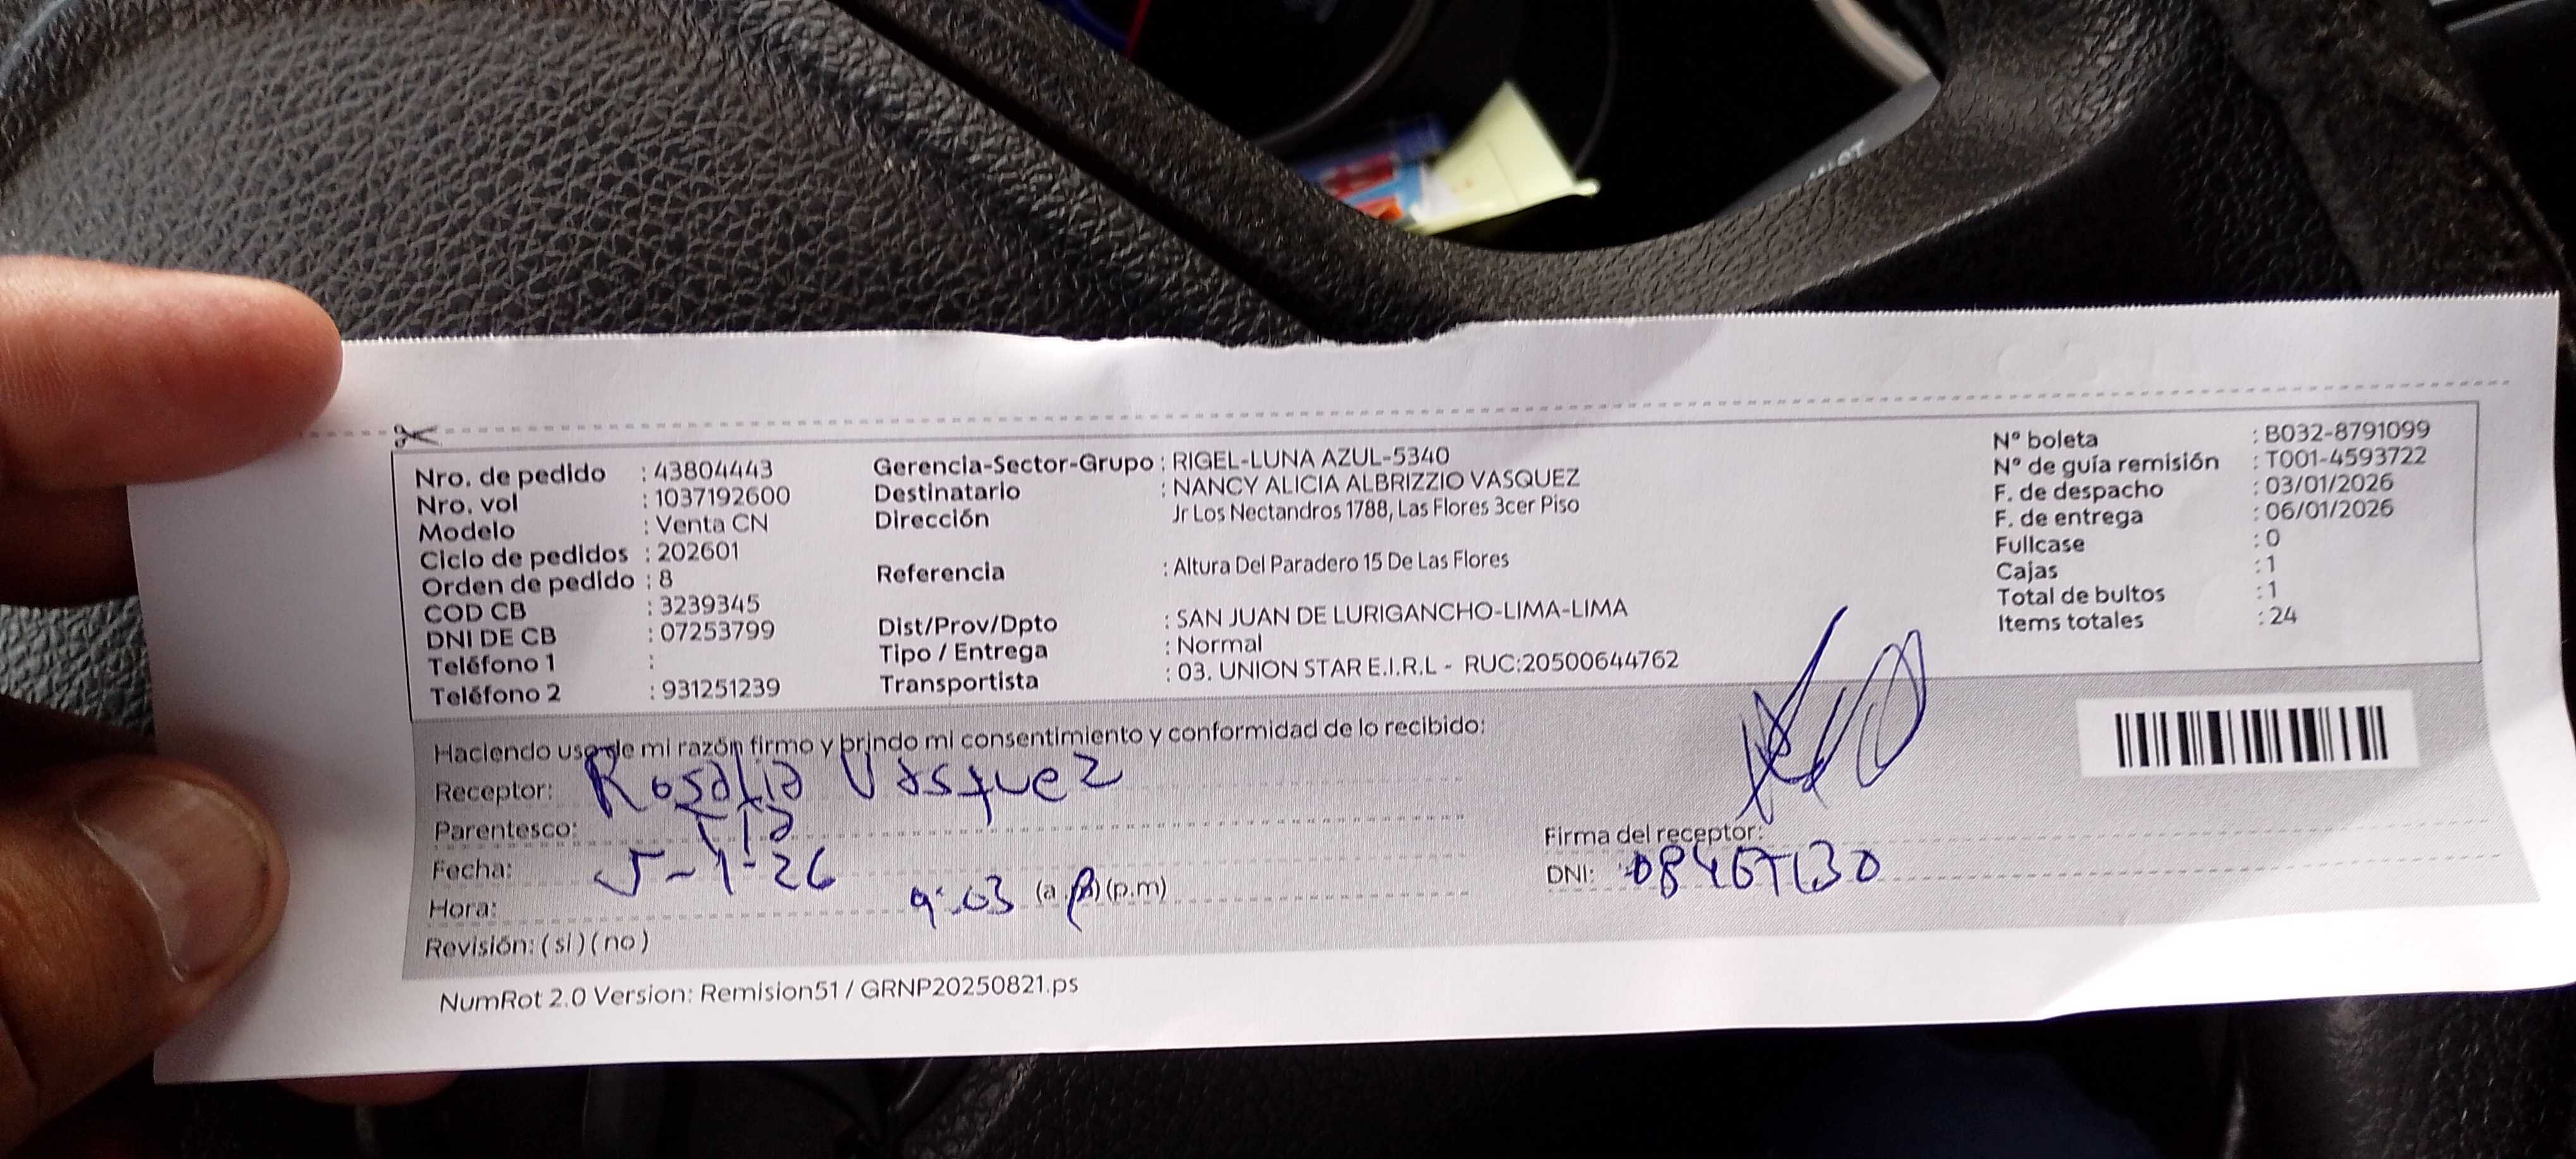 Nro. de pedido : 43804443
Nro. vol : 1037192600
Modelo : Venta CN
Ciclo de pedidos : 202601
Orden de pedido : 8
COD CB : 3239345
DNI DE CB : 07253799
Teléfono 1 :
Teléfono 2 : 931251239
Gerencia-Sector-Grupo : RIGEL-LUNA AZUL-5340
Destinatario : NANCY ALICIA ALBRIZZIO VASQUEZ
Dirección Jr Los Nectandros 1788, Las Flores 3cer Piso
Referencia : Altura Del Paradero 15 De Las Flores
Dist/Prov/Dpto : SAN JUAN DE LURIGANCHO-LIMA-LIMA
Tipo / Entrega : Normal
Transportista : 03. UNION STAR E.I.R.L - RUC:20500644762
Nº boleta : B032-8791099
Nº de guía remisión : T001-4593722
F. de despacho : 03/01/2026
F. de entrega : 06/01/2026
Fullcase : 0
Cajas : 1
Total de bultos : 1
Items totales : 24
Haciendo uso de mi razón firmo y brindo mi consentimiento y conformidad de lo recibido:
Receptor: Rosalia Vasquez
Parentesco: Tia
Fecha: 5-1-26
Hora: 9:03 (a.m) (p.m)
Revisión: ( si ) ( no )
Firma del receptor:
DNI:
NumRot 2.0 Version: Remision51 / GRNP20250821.ps